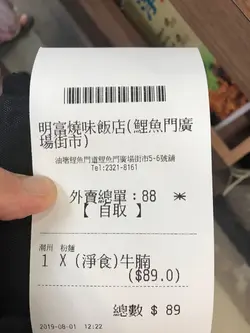 明富燒味飯店(鯉魚門廣
場街市)
油塘鯉魚門道鯉魚門廣場街市5-6號舖
Tel:2321-8161
外賣總單:88 *
【 自取 】
潮州 粉麵
1 X (淨食)牛腩
($89.0)
總數 $ 89
2019-08-01 12:22